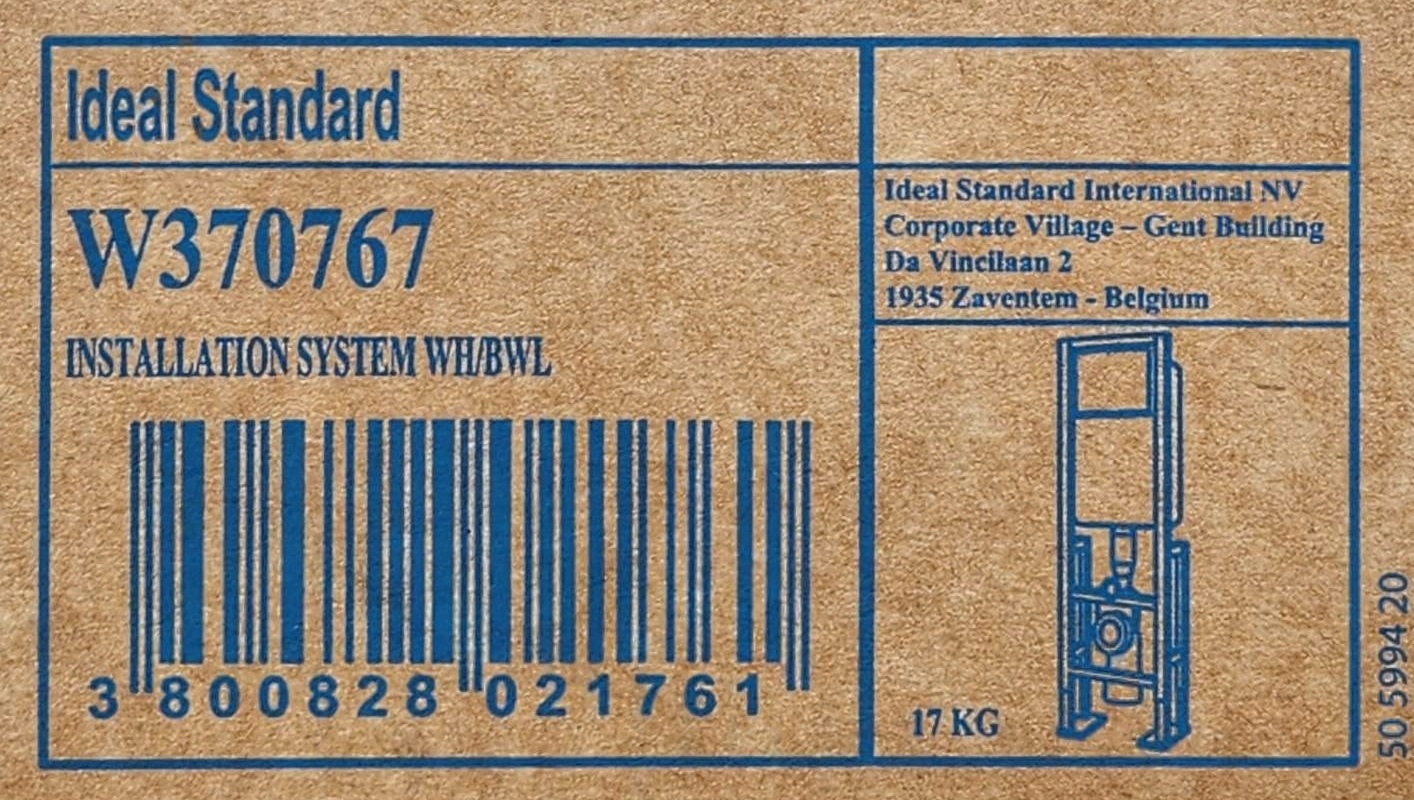 Ideal Standard
W370767
INSTALLATION SYSTEM WH/BWL
3 800828 021761
Ideal Standard International NV
Corporate Village – Gent Building
Da Vincilaan 2
1935 Zaventem - Belgium
17 KG
50 5994 20